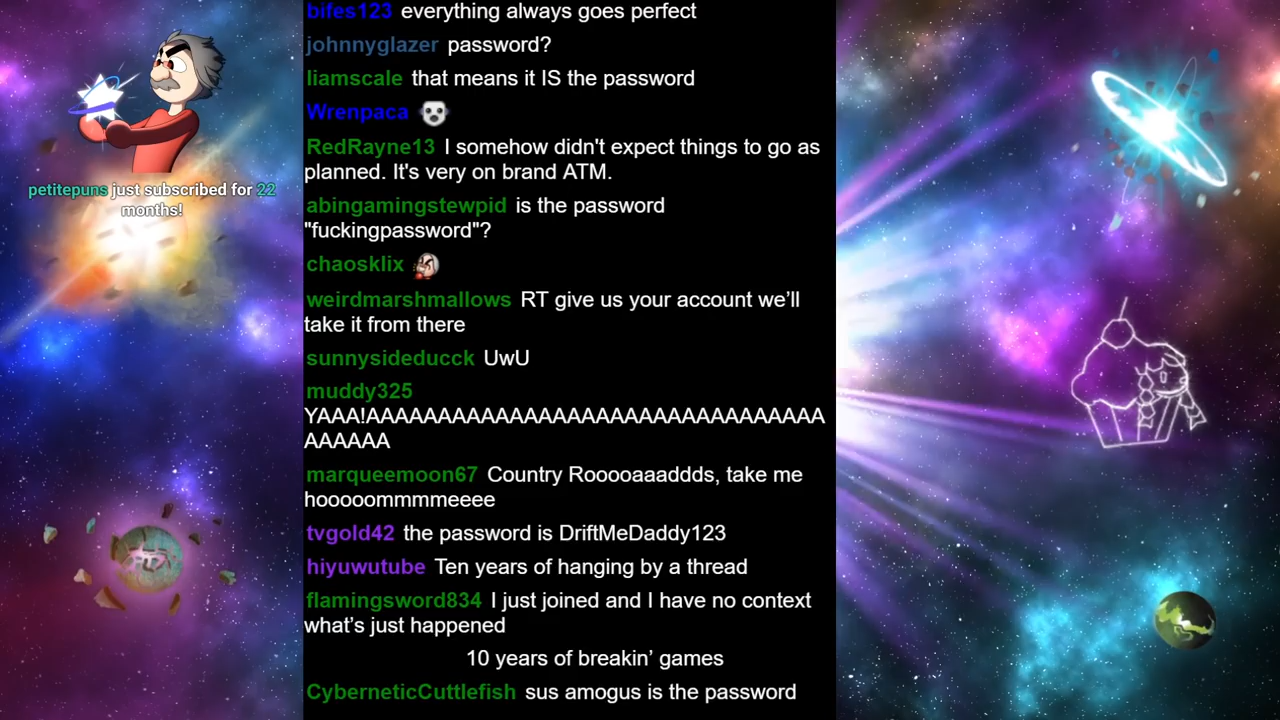 bifes123 everything always goes perfect
johnnyglazer password?
liamscale that means it IS the password
Wrenpaca
RedRayne13 I somehow didn't expect things to go as
planned. It's very on brand ATM.
petitepuns just subscribed for 22
months!
abingamingstewpid is the password
"fuckingpassword"?
chaosklix
weirdmarshmallows RT give us your account we’ll
take it from there
sunnysideducck UwU
muddy325
YAAA!AAAAAAAAAAAAAAAAAAAAAAAAAAAAAAAA
AAAAAA
marqueemoon67 Country Rooooaaaddds, take me
hooooommmmeeee
tvgold42 the password is DriftMeDaddy123
hiyuwutube Ten years of hanging by a thread
flamingsword834 I just joined and I have no context
what’s just happened
10 years of breakin’ games
CyberneticCuttlefish sus amogus is the password